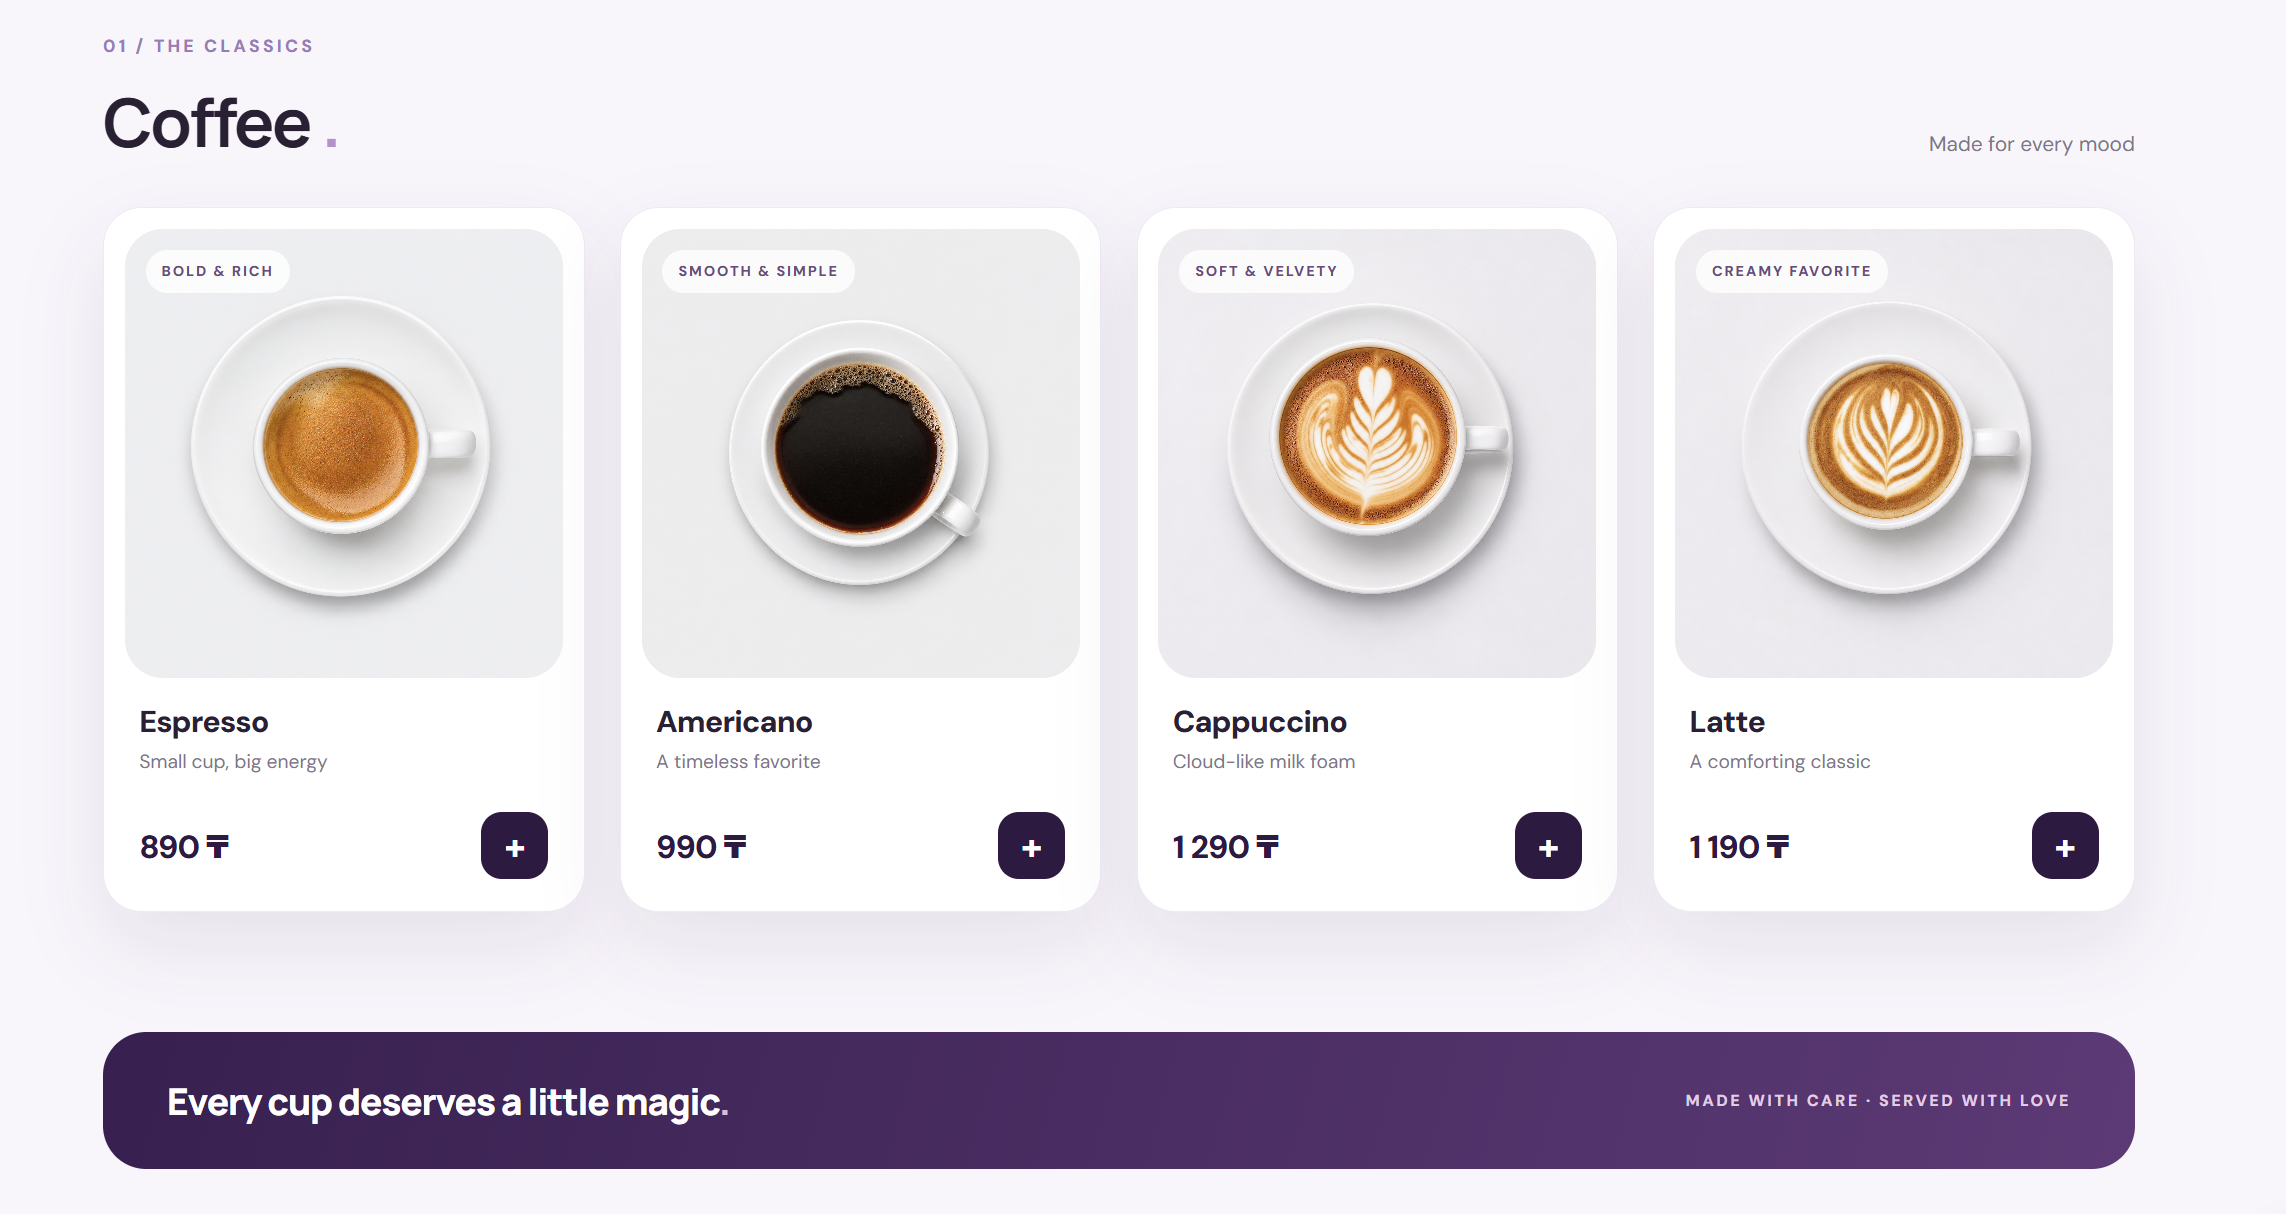 01 / THE CLASSICS
Coffee .
Made for every mood
BOLD & RICH
Espresso
Small cup, big energy
890 ₸
+
SMOOTH & SIMPLE
Americano
A timeless favorite
990 ₸
+
SOFT & VELVETY
Cappuccino
Cloud-like milk foam
1 290 ₸
+
CREAMY FAVORITE
Latte
A comforting classic
1 190 ₸
+
Every cup deserves a little magic.
MADE WITH CARE · SERVED WITH LOVE